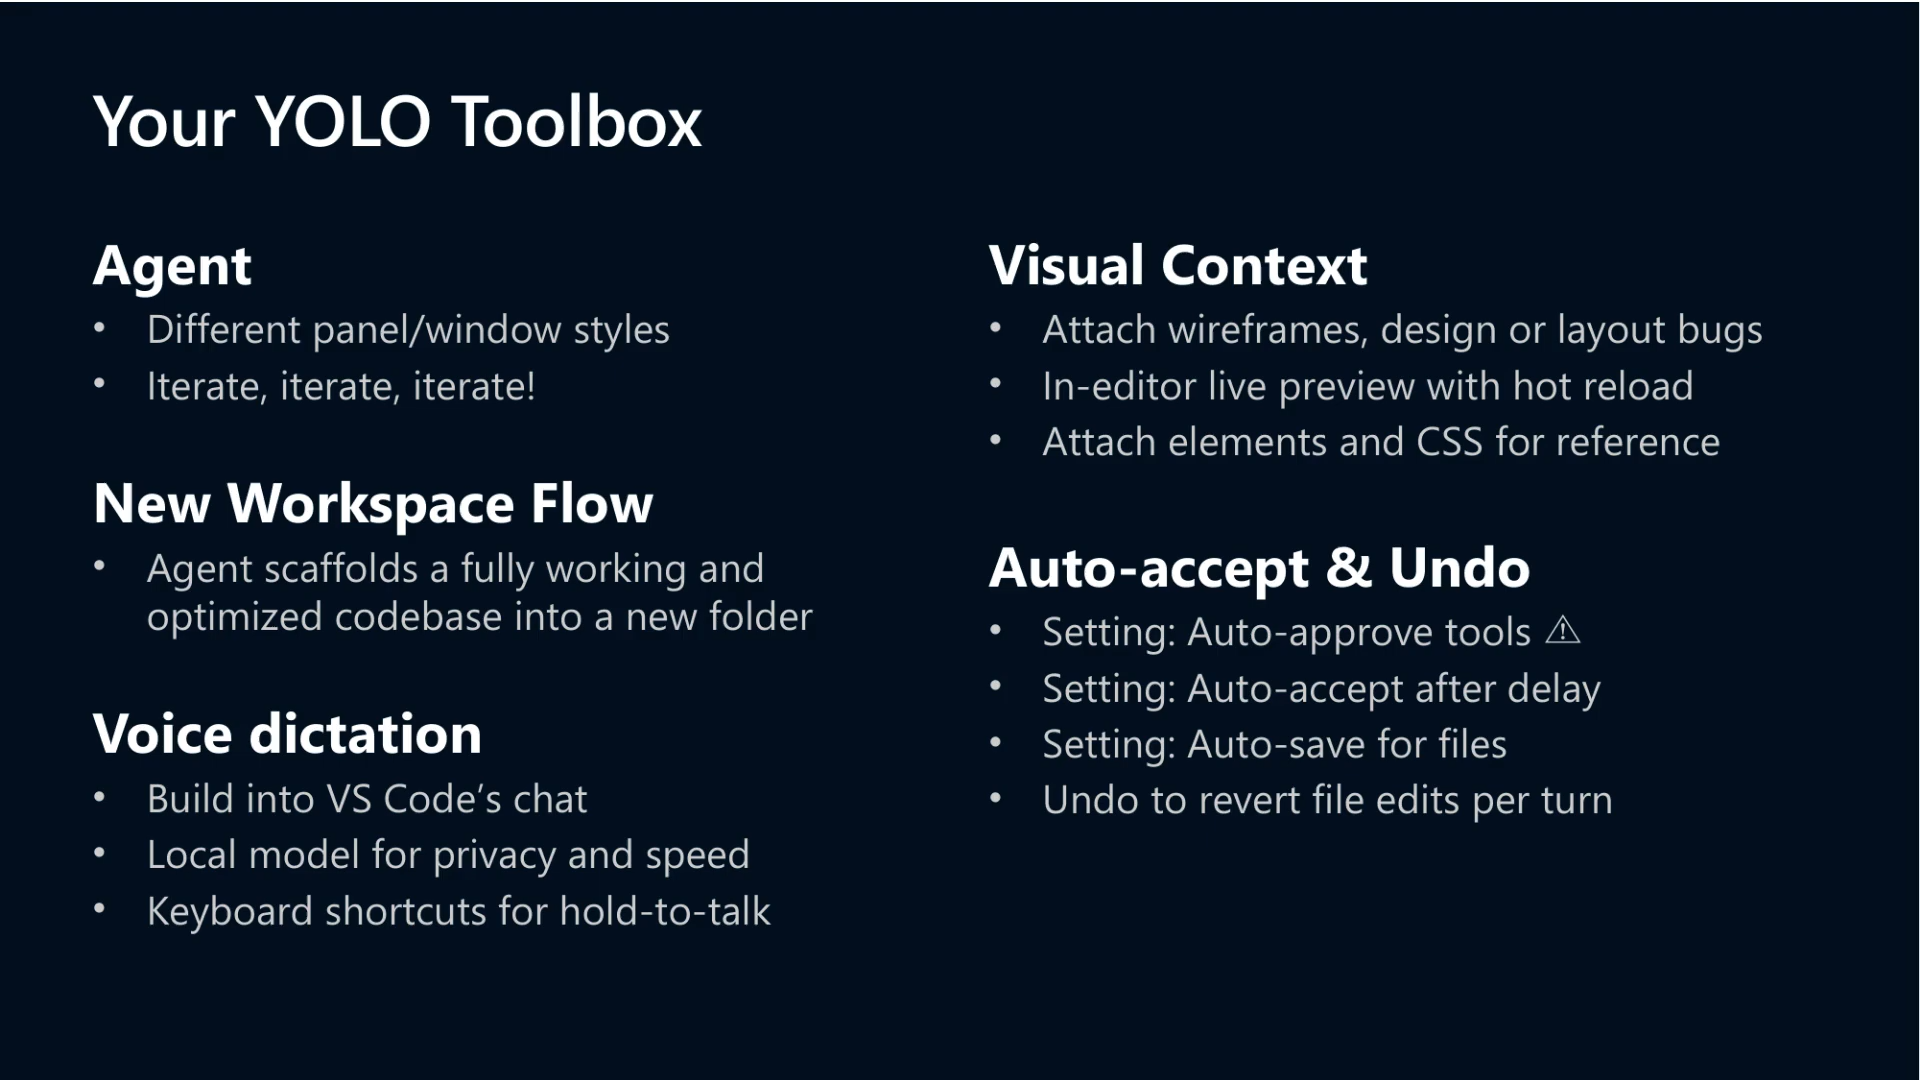 Your YOLO Toolbox
Agent
• Different panel/window styles
• Iterate, iterate, iterate!
New Workspace Flow
• Agent scaffolds a fully working and
optimized codebase into a new folder
Voice dictation
• Build into VS Code’s chat
• Local model for privacy and speed
• Keyboard shortcuts for hold-to-talk
Visual Context
• Attach wireframes, design or layout bugs
• In-editor live preview with hot reload
• Attach elements and CSS for reference
Auto-accept & Undo
• Setting: Auto-approve tools ⚠
• Setting: Auto-accept after delay
• Setting: Auto-save for files
• Undo to revert file edits per turn